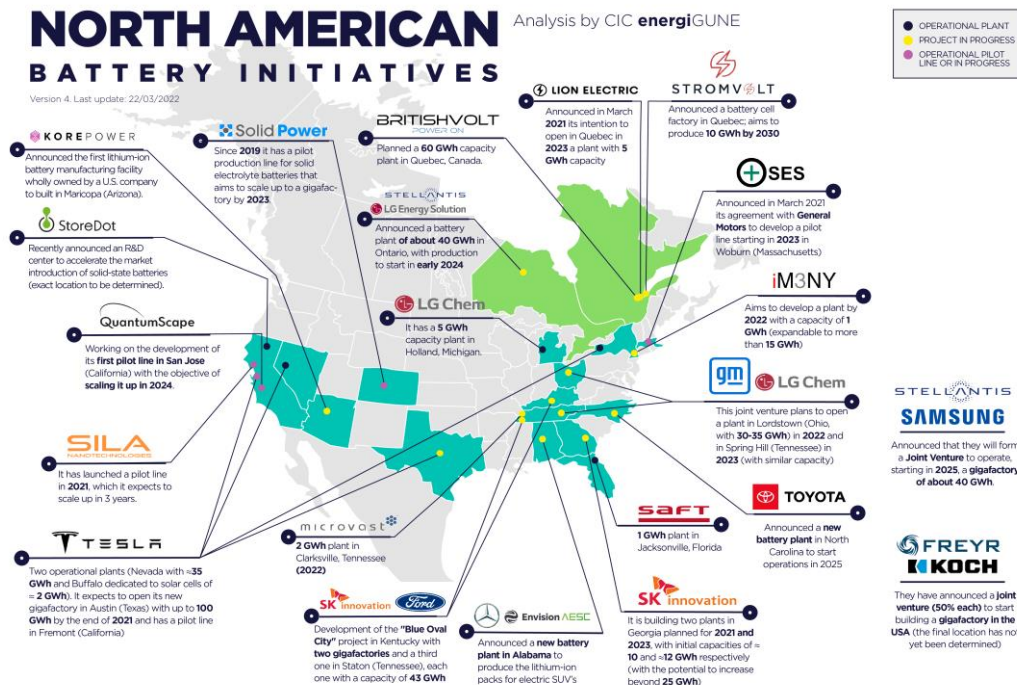 NORTH AMERICAN
BATTERY INITIATIVES
Analysis by CIC energiGUNE
Version 4. Last update: 22/03/2022
OPERATIONAL PLANT
PROJECT IN PROGRESS
OPERATIONAL PILOT
LINE OR IN PROGRESS
KOREPOWER
Announced the first lithium-ion
battery manufacturing facility
wholly owned by a U.S. company
to built in Maricopa (Arizona).
Solid Power
Since 2019 it has a pilot
production line for solid
electrolyte batteries that
aims to scale up to a gigafac-
tory by 2023.
BRITISHVOLT
POWER ON
Planned a 60 GWh capacity
plant in Quebec, Canada.
LION ELECTRIC
Announced in March
2021 its intention to
open in Quebec in
2023 a plant with 5
GWh capacity
STROMVOLT
Announced a battery cell
factory in Quebec; aims to
produce 10 GWh by 2030
StoreDot
Recently announced an R&D
center to accelerate the market
introduction of solid-state batteries
(exact location to be determined).
STELLANTIS
LG Energy Solution
Announced a battery
plant of about 40 GWh in
Ontario, with production
to start in early 2024
SES
Announced in March 2021
its agreement with General
Motors to develop a pilot
line starting in 2023 in
Woburn (Massachusetts)
QuantumScape
Working on the development of
its first pilot line in San Jose
(California) with the objective of
scaling it up in 2024.
LG Chem
It has a 5 GWh
capacity plant in
Holland, Michigan.
iM3NY
Aims to develop a plant by
2022 with a capacity of 1
GWh (expandable to more
than 15 GWh)
gm
LG Chem
This joint venture plans to open
a plant in Lordstown (Ohio,
with 30-35 GWh) in 2022 and
in Spring Hill (Tennessee) in
2023 (with similar capacity)
STELLANTIS
SAMSUNG
Announced that they will form
a Joint Venture to operate,
starting in 2025, a gigafactory
of about 40 GWh.
SILA
NANOTECHNOLOGIES
It has launched a pilot line
in 2021, which it expects to
scale up in 3 years.
TESLA
Two operational plants (Nevada with ≈35
GWh and Buffalo dedicated to solar cells of
≈ 2 GWh). It expects to open its new
gigafactory in Austin (Texas) with up to 100
GWh by the end of 2021 and has a pilot line
in Fremont (California)
microvast
2 GWh plant in
Clarksville, Tennessee
(2022)
saft
1 GWh plant in
Jacksonville, Florida
TOYOTA
Announced a new
battery plant in North
Carolina to start
operations in 2025
FREYR
KOCH
They have announced a joint
venture (50% each) to start
building a gigafactory in the
USA (the final location has not
yet been determined)
SK innovation
Ford
Development of the "Blue Oval
City" project in Kentucky with
two gigafactories and a third
one in Staton (Tennessee), each
one with a capacity of 43 GWh
Envision AESC
Announced a new battery
plant in Alabama to
produce the lithium-ion
packs for electric SUV's
SK innovation
It is building two plants in
Georgia planned for 2021 and
2023, with initial capacities of ≈
10 and ≈12 GWh respectively
(with the potential to increase
beyond 25 GWh)